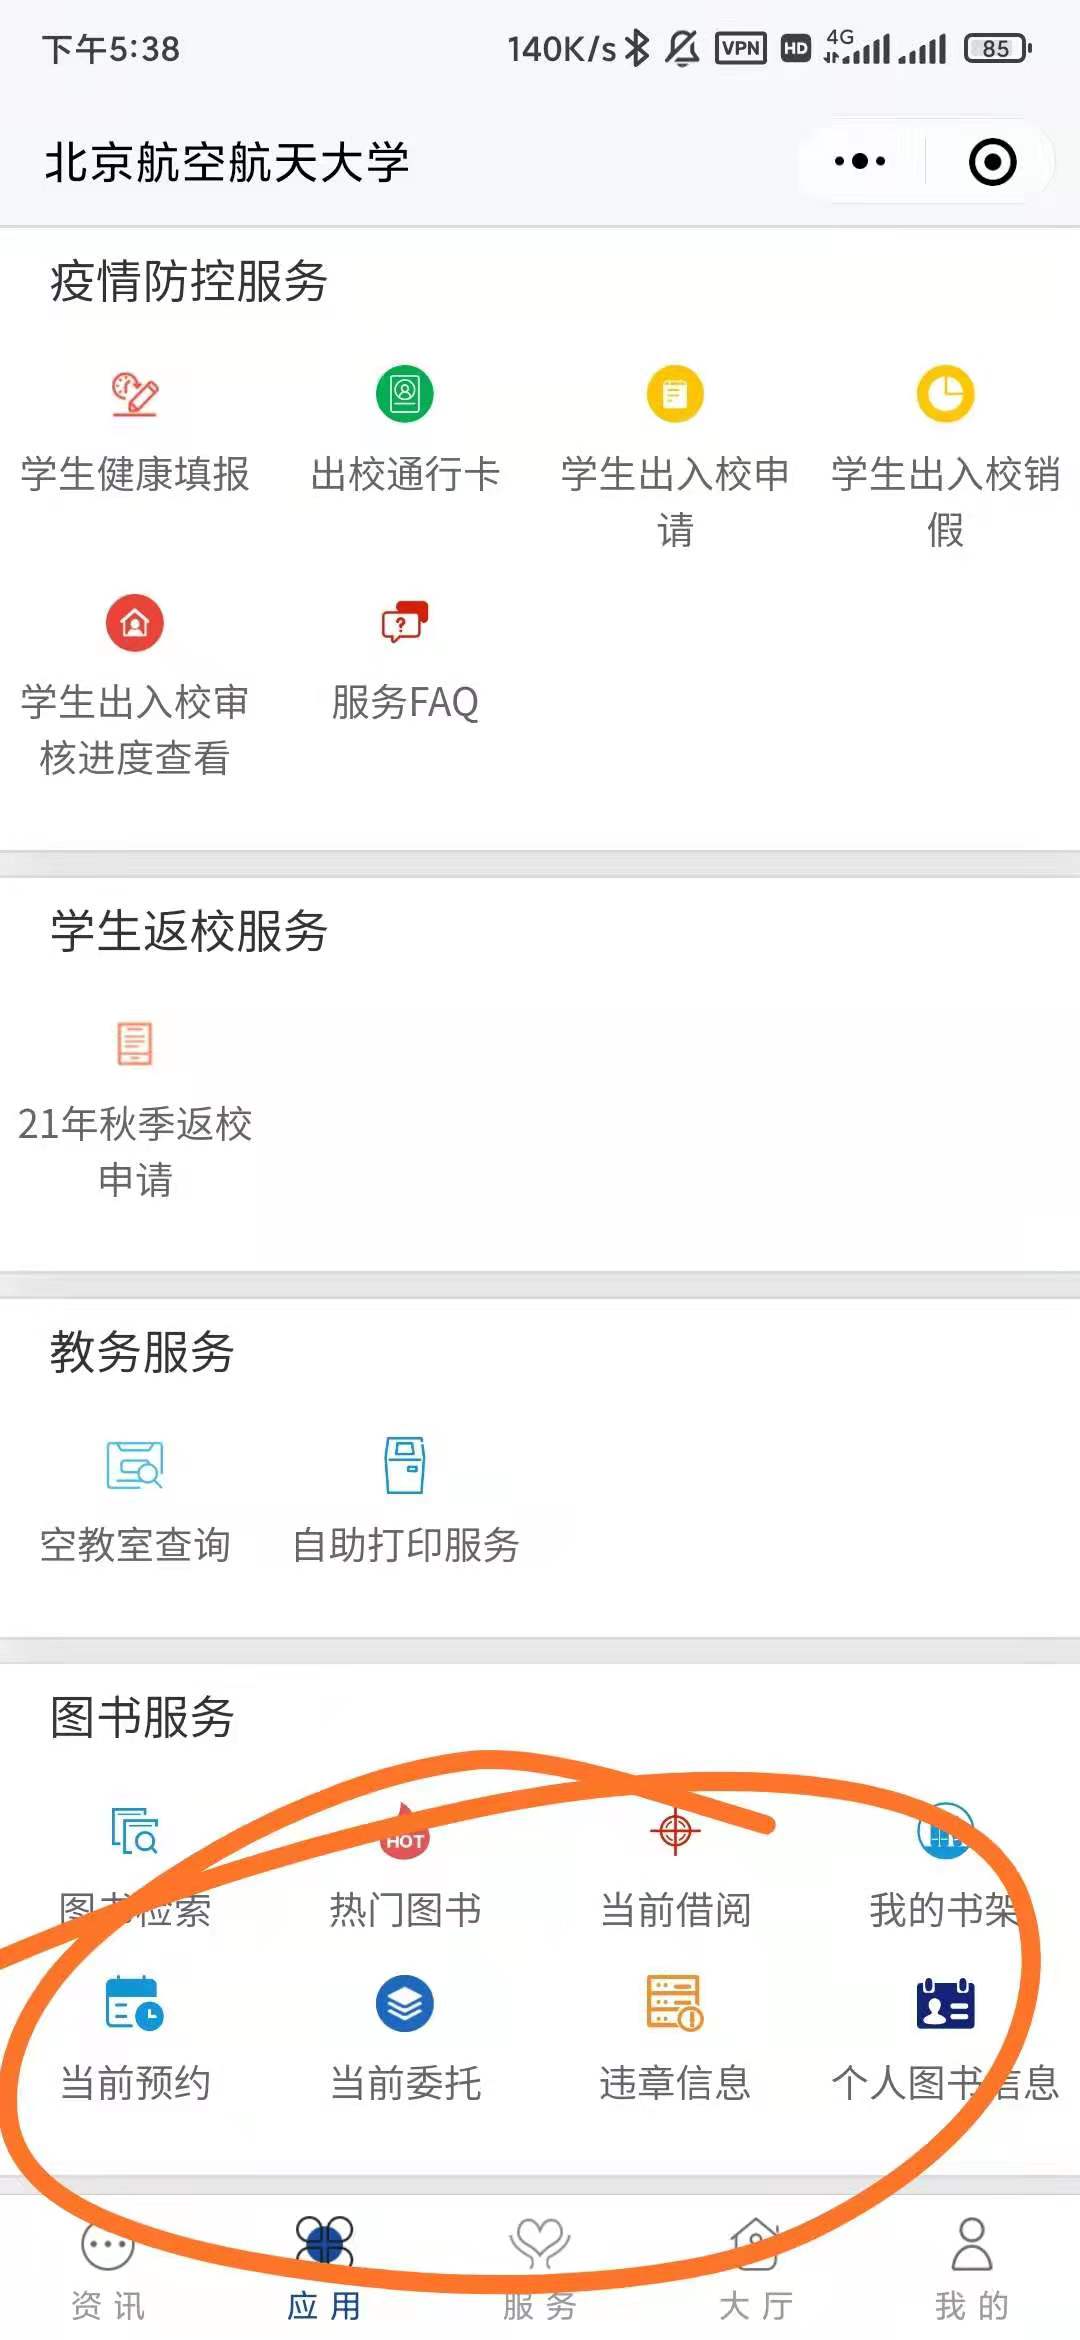 下午5:38 140K/s VPN HD 4G 85
北京航空航天大学
疫情防控服务
学生健康填报 出校通行卡 学生出入校申请 学生出入校销假
学生出入校审核进度查看 服务FAQ
学生返校服务
21年秋季返校申请
教务服务
空教室查询 自助打印服务
图书服务
HOT
图书检索 热门图书 当前借阅 我的书架
当前预约 当前委托 违章信息 个人图书信息
资讯 应用 服务 大厅 我的